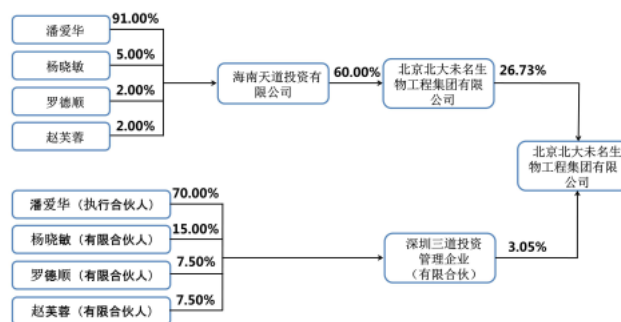 91.00%
潘爱华
5.00%
杨晓敏
2.00%
罗德顺
2.00%
赵芙蓉
海南天道投资有
限公司
60.00%
北京北大未名生
物工程集团有限
公司
26.73%
北京北大未名生
物工程集团有限
公司
70.00%
潘爱华（执行合伙人）
15.00%
杨晓敏（有限合伙人）
7.50%
罗德顺（有限合伙人）
7.50%
赵芙蓉（有限合伙人）
深圳三道投资
管理企业
（有限合伙）
3.05%